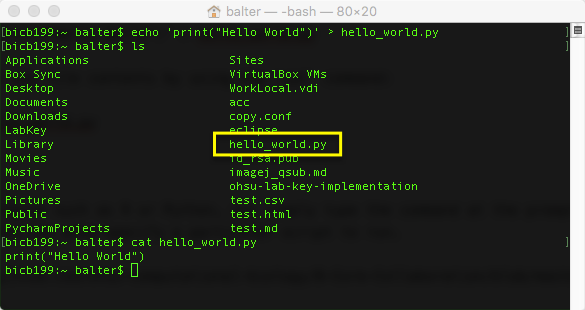 balter — -bash — 80×20
[bicb199:~ balter$ echo 'print("Hello World")' > hello_world.py ]
[bicb199:~ balter$ ls ]
Applications Sites
Box Sync VirtualBox VMs
Desktop WorkLocal.vdi
Documents acc
Downloads copy.conf
LabKey eclipse
Library hello_world.py
Movies id_rsa.pub
Music imagej_qsub.md
OneDrive ohsu-lab-key-implementation
Pictures test.csv
Public test.html
PycharmProjects test.md
[bicb199:~ balter$ cat hello_world.py ]
print("Hello World")
bicb199:~ balter$